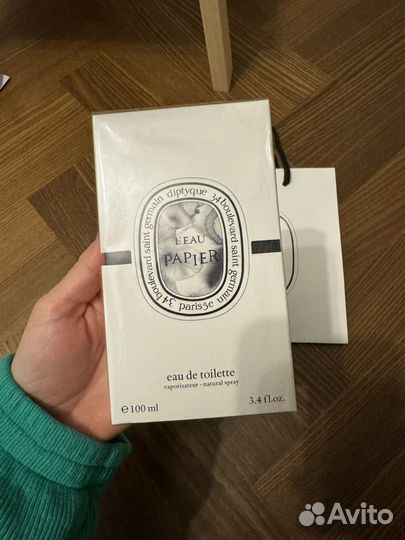 diptyque 34 boulevard saint germain paris5e 34 boulevard saint germain
L'EAU
PAPIER
eau de toilette
vaporisateur - natural spray
e 100 ml
3.4 fl.oz.
Avito